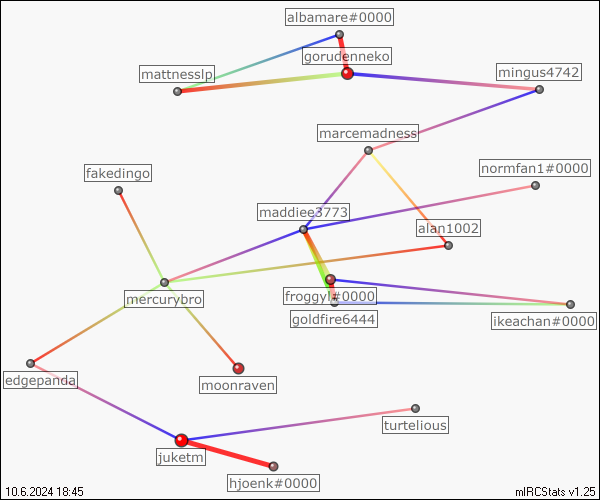 albamare#0000
gorudenneko
mattnesslp
mingus4742
marcemadness
normfan1#0000
fakedingo
maddiee3773
alan1002
mercurybro
froggyl#0000
goldfire6444
ikeachan#0000
edgepanda
moonraven
turtelious
juketm
hjoenk#0000
10.6.2024 18:45
mIRCStats v1.25